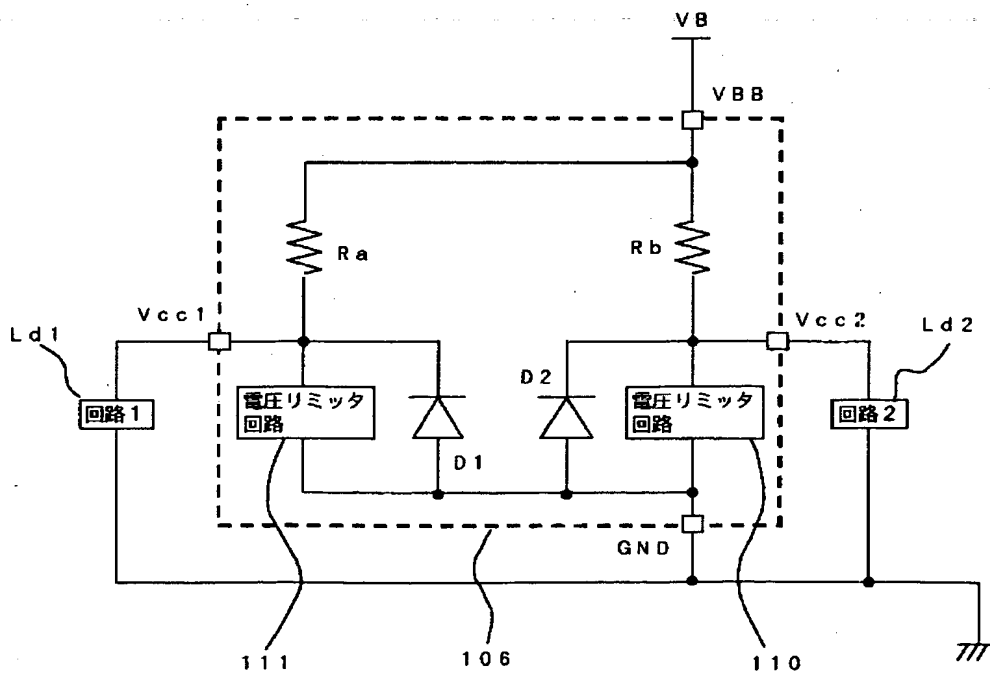 VB
VBB
Ra
Rb
Vcc1
Vcc2
Ld1
Ld2
D2
電圧リミッタ
回路
電圧リミッタ
回路
回路1
回路2
D1
GND
111
106
110